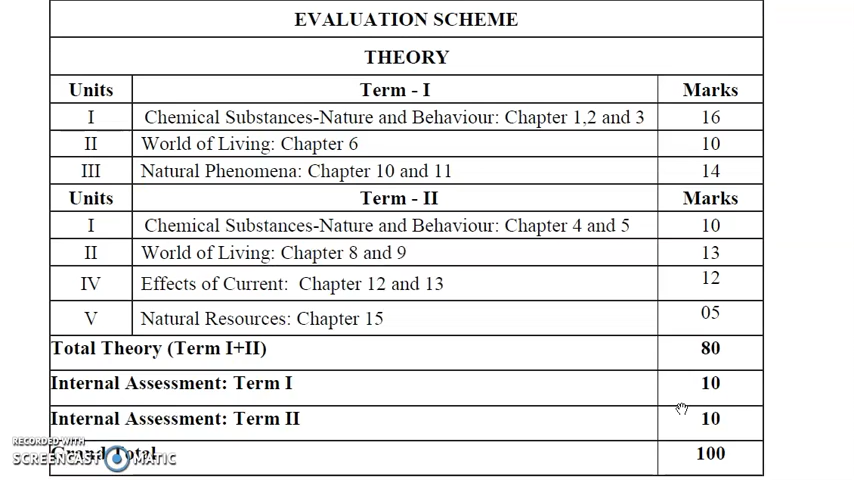 EVALUATION SCHEME
THEORY
Units Term - I Marks
I Chemical Substances-Nature and Behaviour: Chapter 1,2 and 3 16
II World of Living: Chapter 6 10
III Natural Phenomena: Chapter 10 and 11 14
Units Term - II Marks
I Chemical Substances-Nature and Behaviour: Chapter 4 and 5 10
II World of Living: Chapter 8 and 9 13
IV Effects of Current: Chapter 12 and 13 12
V Natural Resources: Chapter 15 05
Total Theory (Term I+II) 80
Internal Assessment: Term I 10
Internal Assessment: Term II 10
Grand Total 100
RECORDED WITH
SCREENCAST MATIC